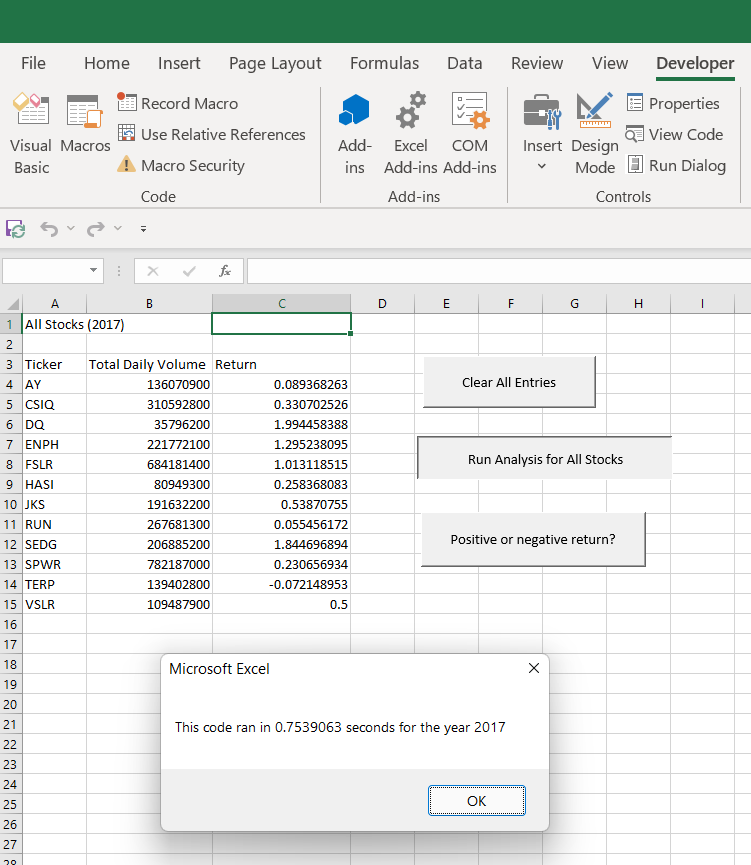 File Home Insert Page Layout Formulas Data Review View Developer
Visual Basic
Macros
Record Macro
Use Relative References
Macro Security
Code
Add-ins
Excel Add-ins
COM Add-ins
Add-ins
Insert
Design Mode
Properties
View Code
Run Dialog
Controls
fx
A B C D E F G H I
1 All Stocks (2017)
2
3 Ticker Total Daily Volume Return
4 AY 136070900 0.089368263
5 CSIQ 310592800 0.330702526
6 DQ 35796200 1.994458388
7 ENPH 221772100 1.295238095
8 FSLR 684181400 1.013118515
9 HASI 80949300 0.258368083
10 JKS 191632200 0.53870755
11 RUN 267681300 0.055456172
12 SEDG 206885200 1.844696894
13 SPWR 782187000 0.230656934
14 TERP 139402800 -0.072148953
15 VSLR 109487900 0.5
16
17
18
19
20
21
22
23
24
25
26
27
28
Clear All Entries
Run Analysis for All Stocks
Positive or negative return?
Microsoft Excel
This code ran in 0.7539063 seconds for the year 2017
OK